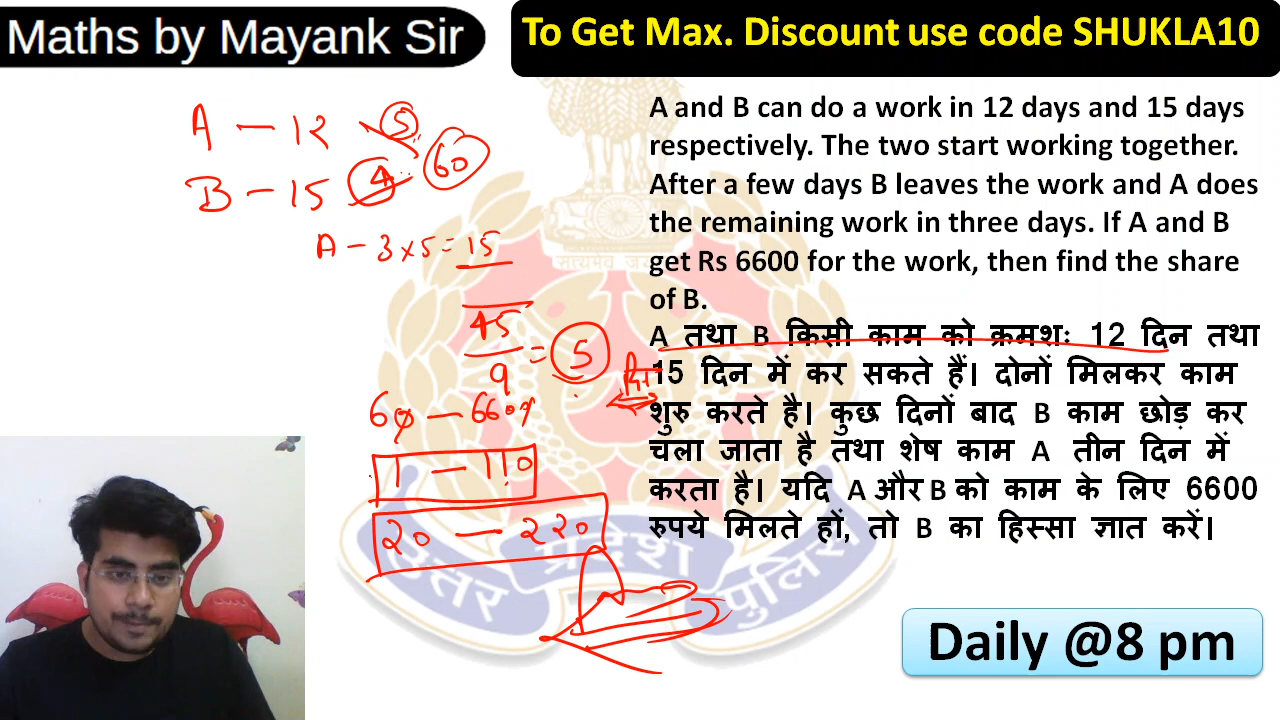 Maths by Mayank Sir
To Get Max. Discount use code SHUKLA10
A and B can do a work in 12 days and 15 days
respectively. The two start working together.
After a few days B leaves the work and A does
the remaining work in three days. If A and B
get Rs 6600 for the work, then find the share
of B.
A तथा B किसी काम को क्रमशः 12 दिन तथा
15 दिन में कर सकते हैं। दोनों मिलकर काम
शुरु करते है। कुछ दिनों बाद B काम छोड़ कर
चला जाता है तथा शेष काम A तीन दिन में
करता है। यदि A और B को काम के लिए 6600
रुपये मिलते हों, तो B का हिस्सा ज्ञात करें।
A – 12 5
60
B – 15 4
A – 3×5 = 15
45
9
= 5
60 – 6600
1 – 110
20 – 220
उत्तर प्रदेश पुलिस
Daily @8 pm